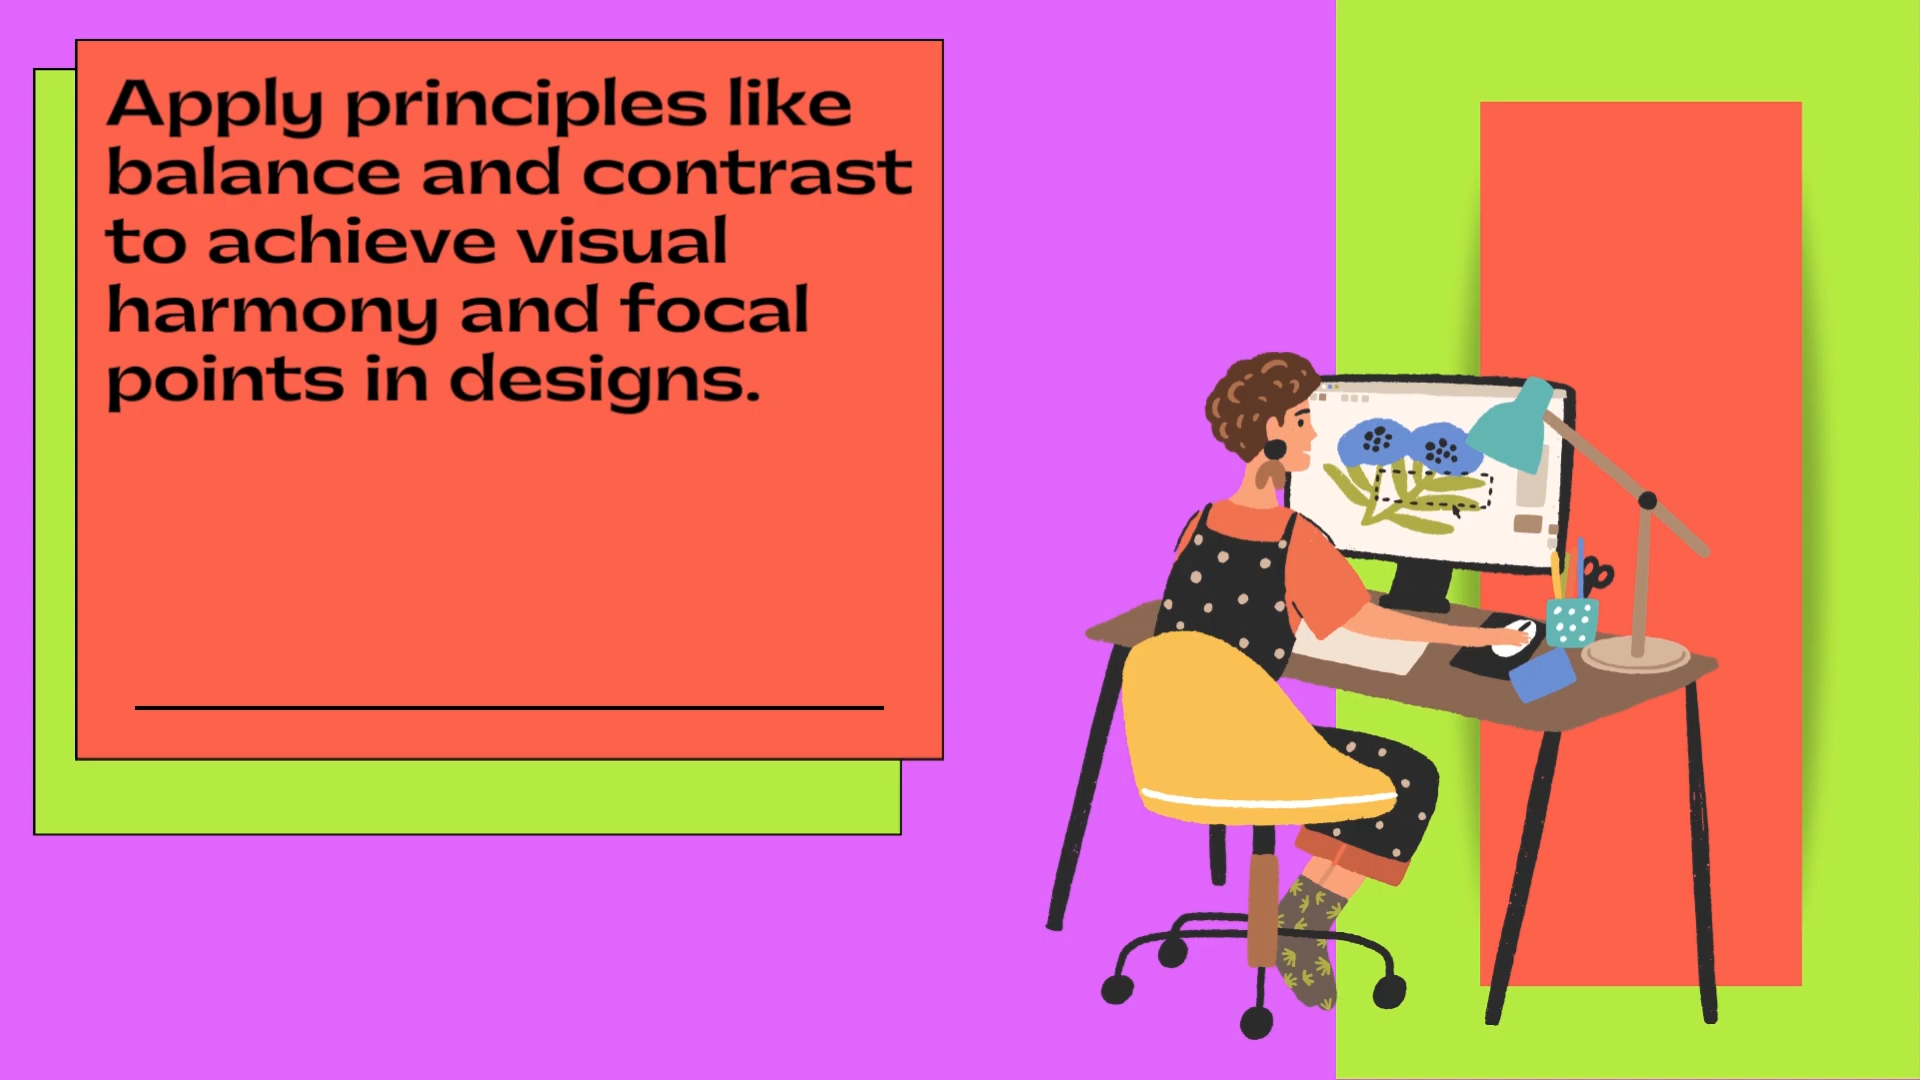 Apply principles like
balance and contrast
to achieve visual
harmony and focal
points in designs.